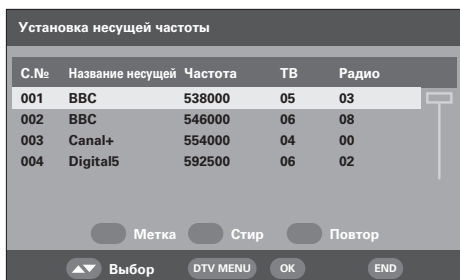 Установка несущей частоты
С.№ Название несущей Частота ТВ Радио
001 BBC 538000 05 03
002 BBC 546000 06 08
003 Canal+ 554000 04 00
004 Digital5 592500 06 02
Метка Стир Повтор
Выбор DTV MENU OK END